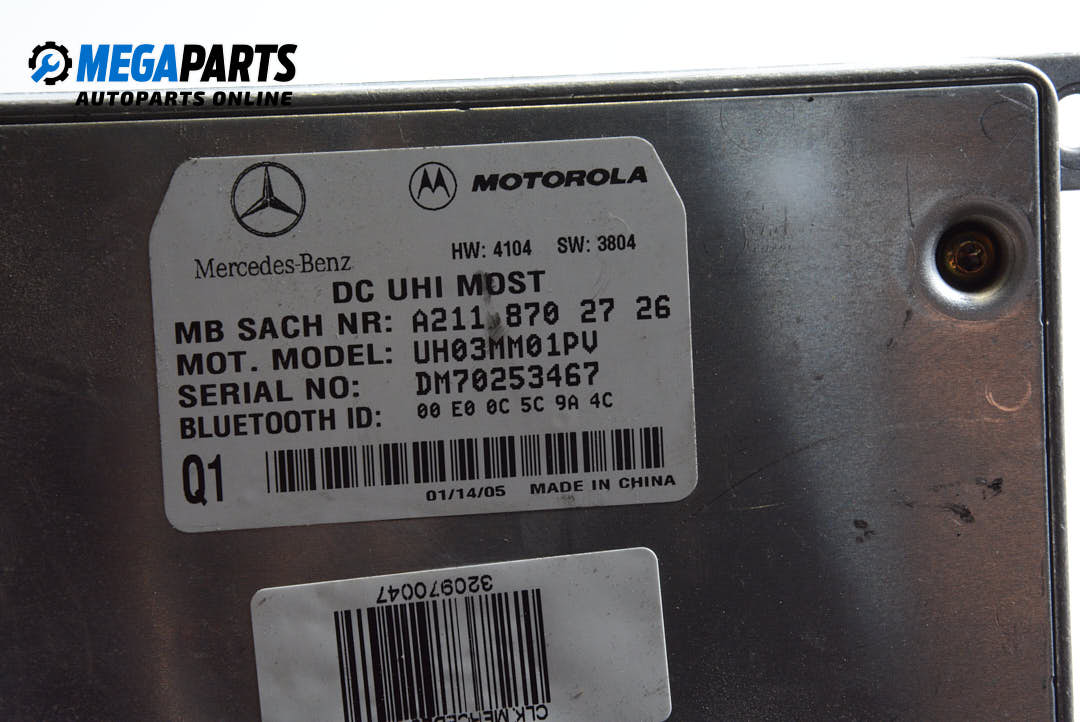 MEGAPARTS
AUTOPARTS ONLINE
MOTOROLA
Mercedes-Benz
HW: 4104 SW: 3804
DC UHI MOST
MB SACH NR: A211 870 27 26
MOT. MODEL: UH03MM01PV
SERIAL NO: DM70253467
BLUETOOTH ID: 00 E0 0C 5C 9A 4C
Q1
01/14/05 MADE IN CHINA
320970047